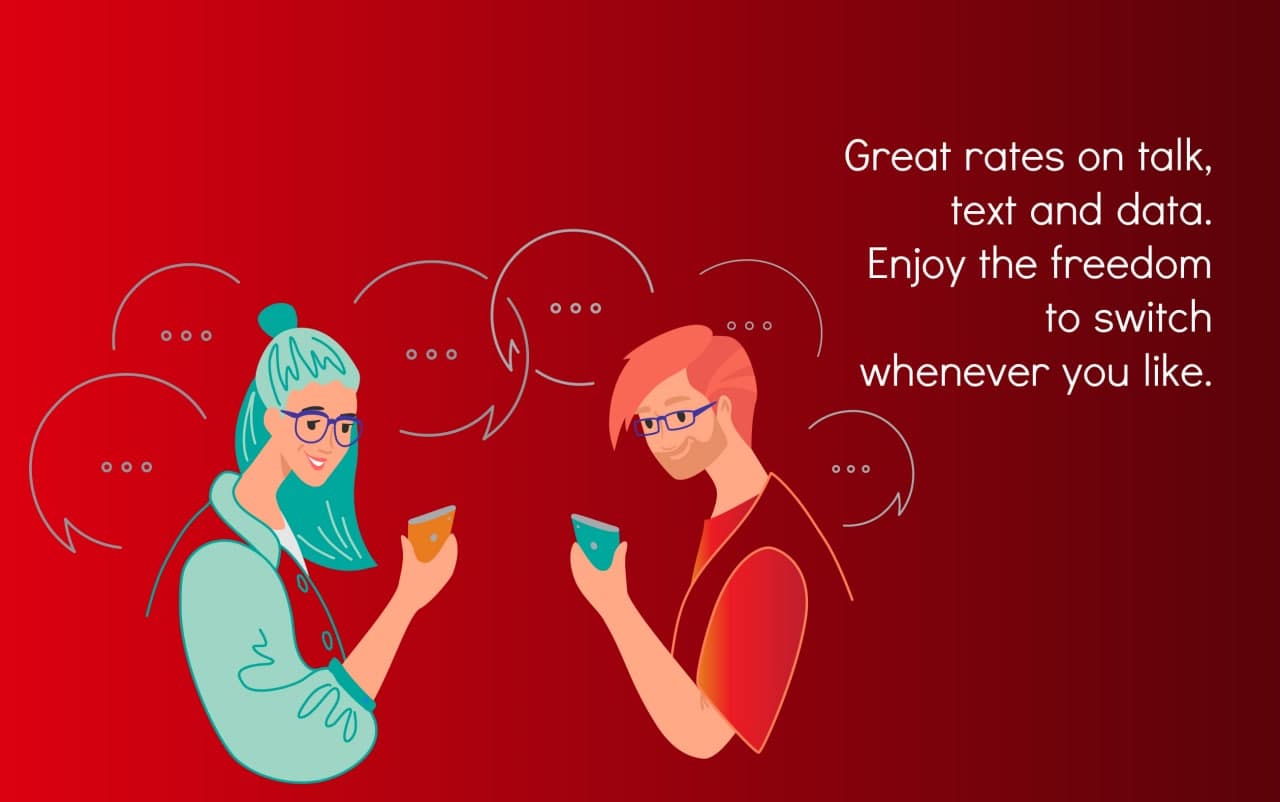 Great rates on talk,
text and data.
Enjoy the freedom
to switch
whenever you like.